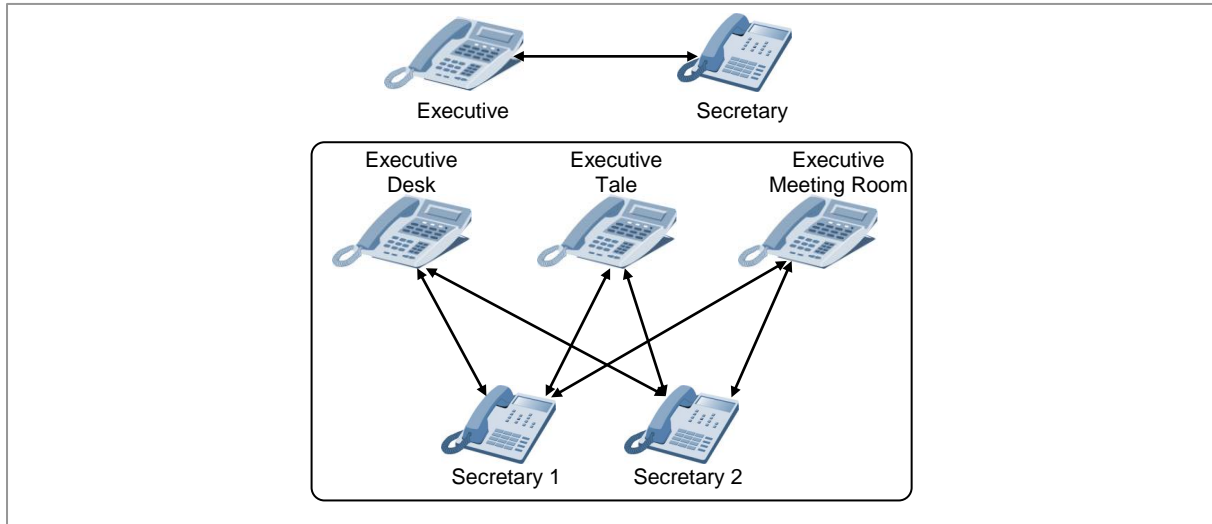 Executive
Secretary
Executive
Desk
Executive
Tale
Executive
Meeting Room
Secretary 1
Secretary 2